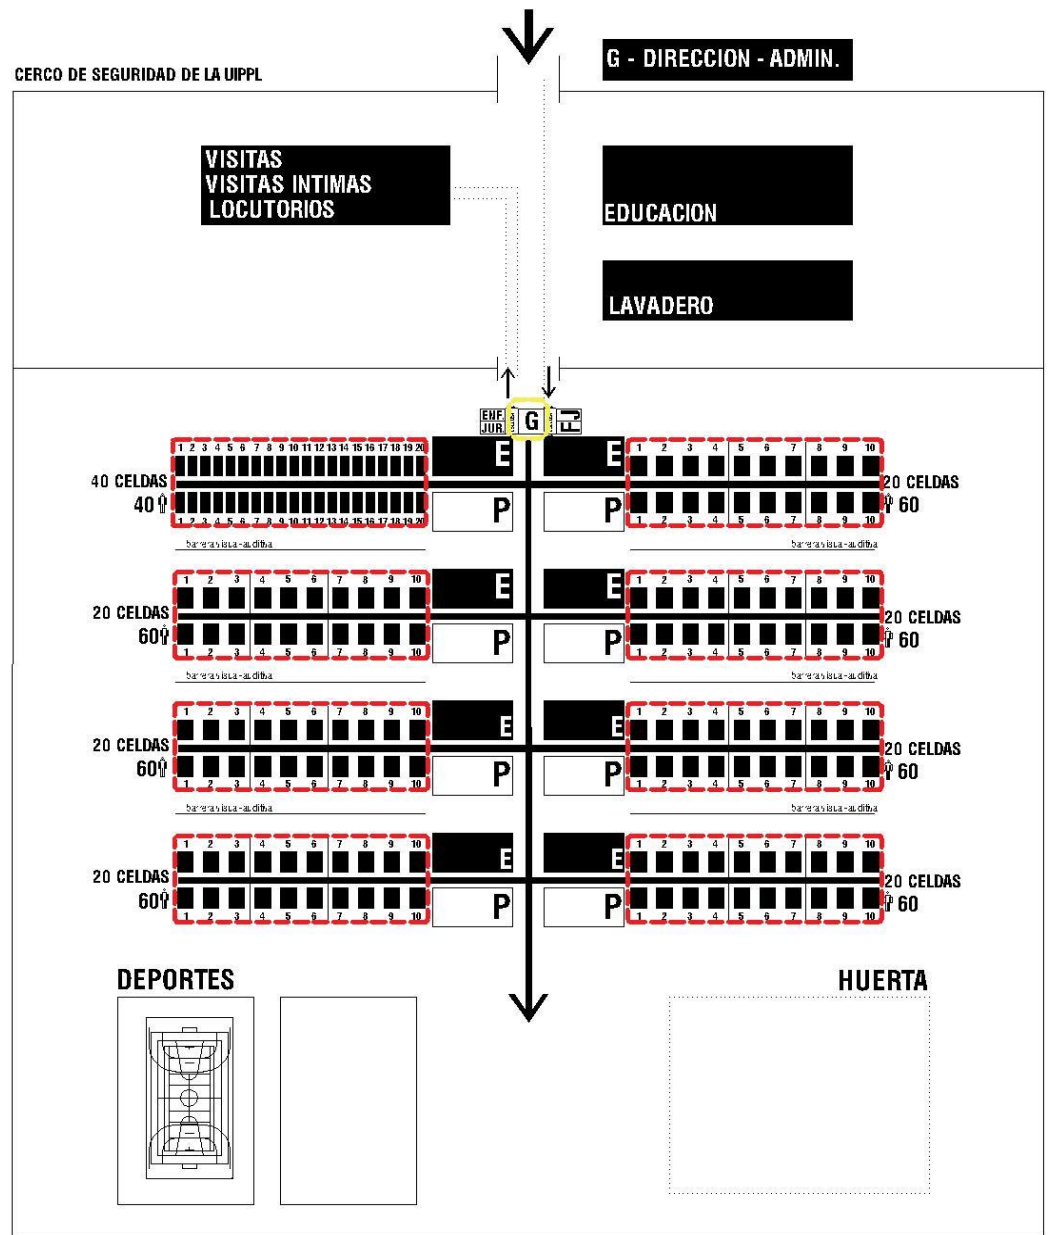 G - DIRECCION - ADMIN.
CERCO DE SEGURIDAD DE LA UIPPL
VISITAS
VISITAS INTIMAS
LOCUTORIOS
EDUCACION
LAVADERO
ENF.
JUR.
G
1 2 3 4 5 6 7 8 9 10 11 12 13 14 15 16 17 18 19 20
E
E
1 2 3 4 5 6 7 8 9 10
40 CELDAS
40
20 CELDAS
60
P
P
1 2 3 4 5 6 7 8 9 10 11 12 13 14 15 16 17 18 19 20
1 2 3 4 5 6 7 8 9 10
1 2 3 4 5 6 7 8 9 10
E
E
1 2 3 4 5 6 7 8 9 10
20 CELDAS
60
20 CELDAS
60
P
P
1 2 3 4 5 6 7 8 9 10
1 2 3 4 5 6 7 8 9 10
1 2 3 4 5 6 7 8 9 10
E
E
1 2 3 4 5 6 7 8 9 10
20 CELDAS
60
20 CELDAS
60
P
P
1 2 3 4 5 6 7 8 9 10
1 2 3 4 5 6 7 8 9 10
1 2 3 4 5 6 7 8 9 10
E
E
1 2 3 4 5 6 7 8 9 10
20 CELDAS
60
20 CELDAS
60
P
P
1 2 3 4 5 6 7 8 9 10
1 2 3 4 5 6 7 8 9 10
DEPORTES
HUERTA